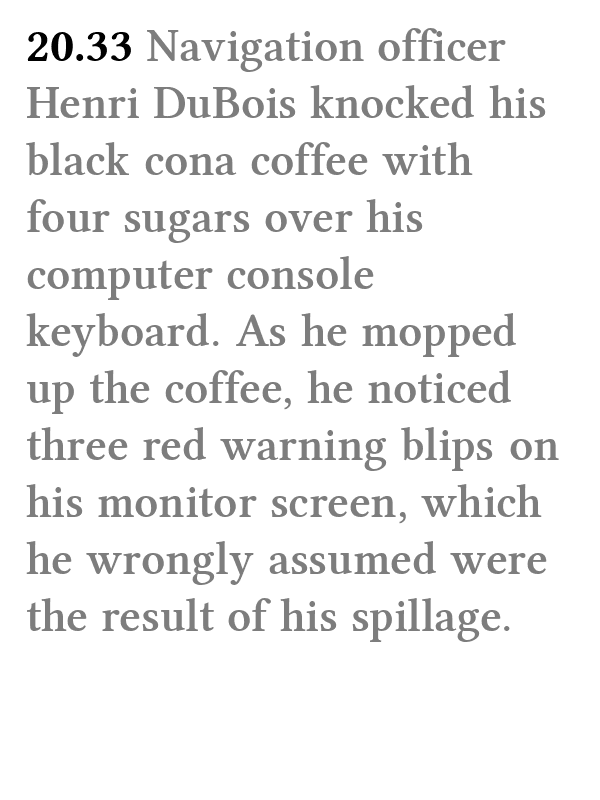 20.33 Navigation officer
Henri DuBois knocked his
black cona coffee with
four sugars over his
computer console
keyboard. As he mopped
up the coffee, he noticed
three red warning blips on
his monitor screen, which
he wrongly assumed were
the result of his spillage.